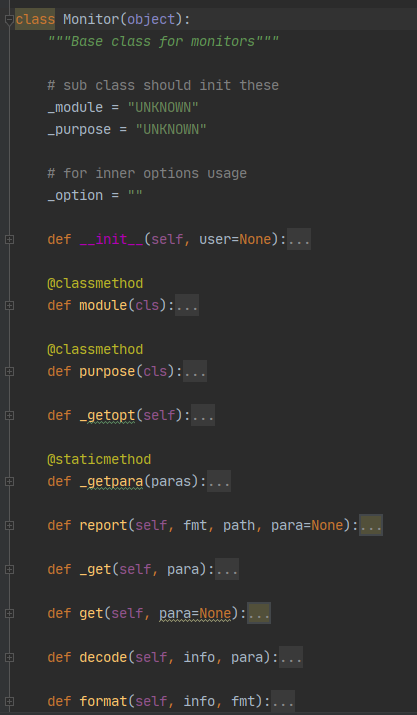 class Monitor(object):
"""Base class for monitors"""
# sub class should init these
_module = "UNKNOWN"
_purpose = "UNKNOWN"
# for inner options usage
_option = ""
def __init__(self, user=None):...
@classmethod
def module(cls):...
@classmethod
def purpose(cls):...
def _getopt(self):...
@staticmethod
def _getpara(paras):...
def report(self, fmt, path, para=None):...
def _get(self, para):...
def get(self, para=None):...
def decode(self, info, para):...
def format(self, info, fmt):...